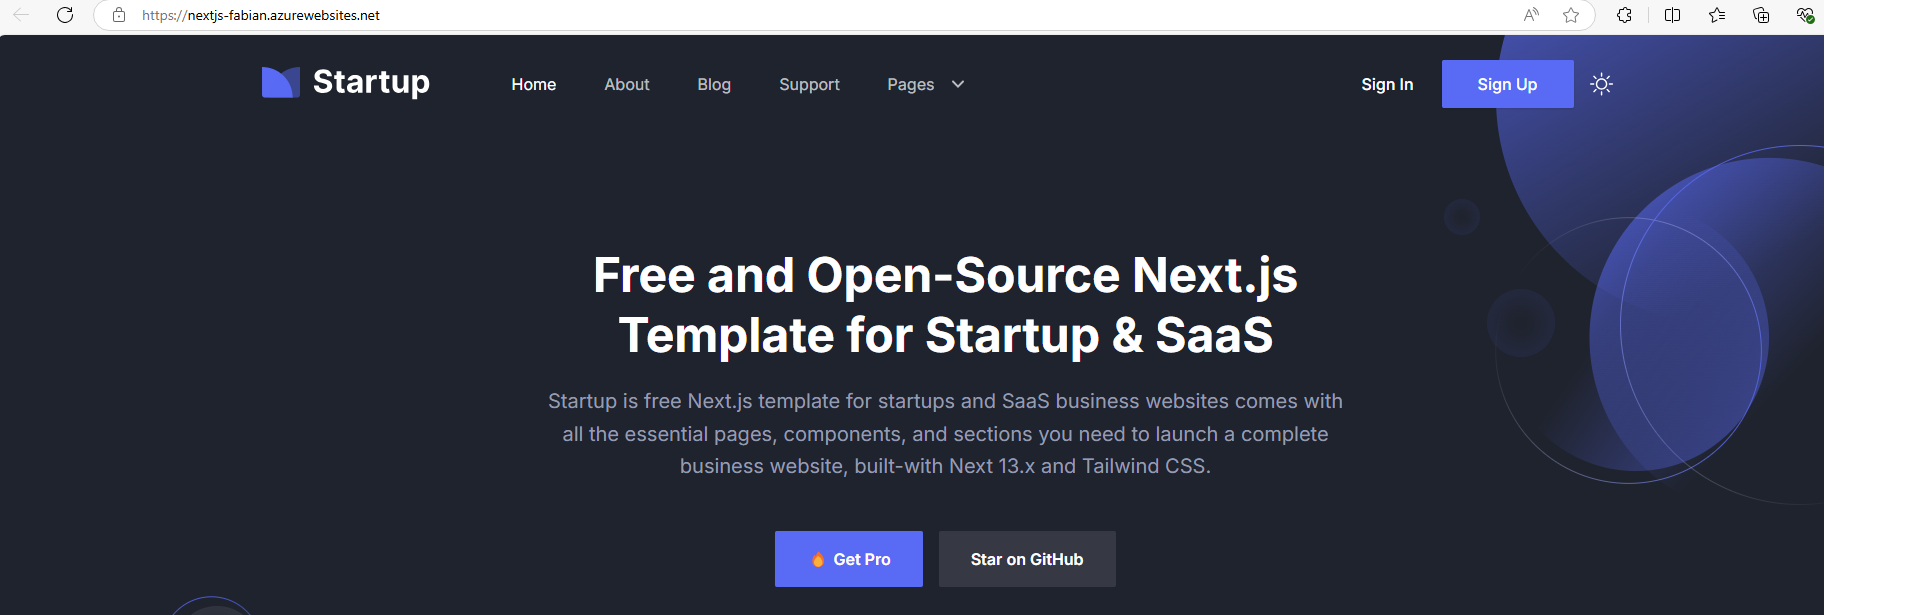 https://nextjs-fabian.azurewebsites.net
Startup
Home About Blog Support Pages
Sign In Sign Up
Free and Open-Source Next.js
Template for Startup & SaaS
Startup is free Next.js template for startups and SaaS business websites comes with
all the essential pages, components, and sections you need to launch a complete
business website, built-with Next 13.x and Tailwind CSS.
🔥 Get Pro
Star on GitHub